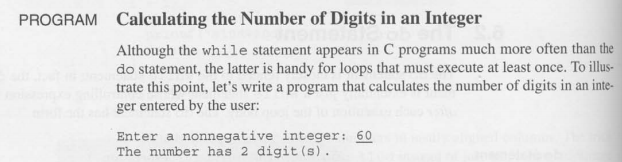 PROGRAM Calculating the Number of Digits in an Integer
Although the while statement appears in C programs much more often than the
do statement, the latter is handy for loops that must execute at least once. To illus-
trate this point, let's write a program that calculates the number of digits in an inte-
ger entered by the user:
Enter a nonnegative integer: 60
The number has 2 digit(s).